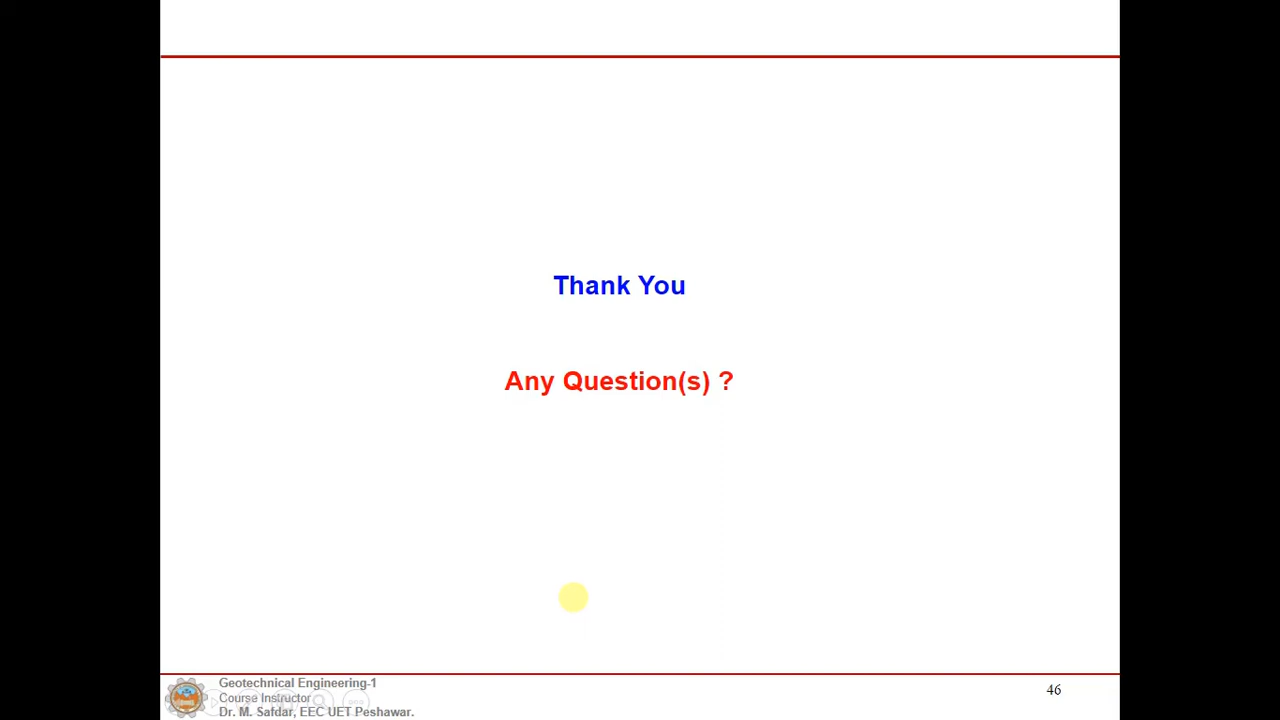 Thank You
Any Question(s) ?
Geotechnical Engineering-1
Course Instructor
Dr. M. Safdar, EEC UET Peshawar.
46